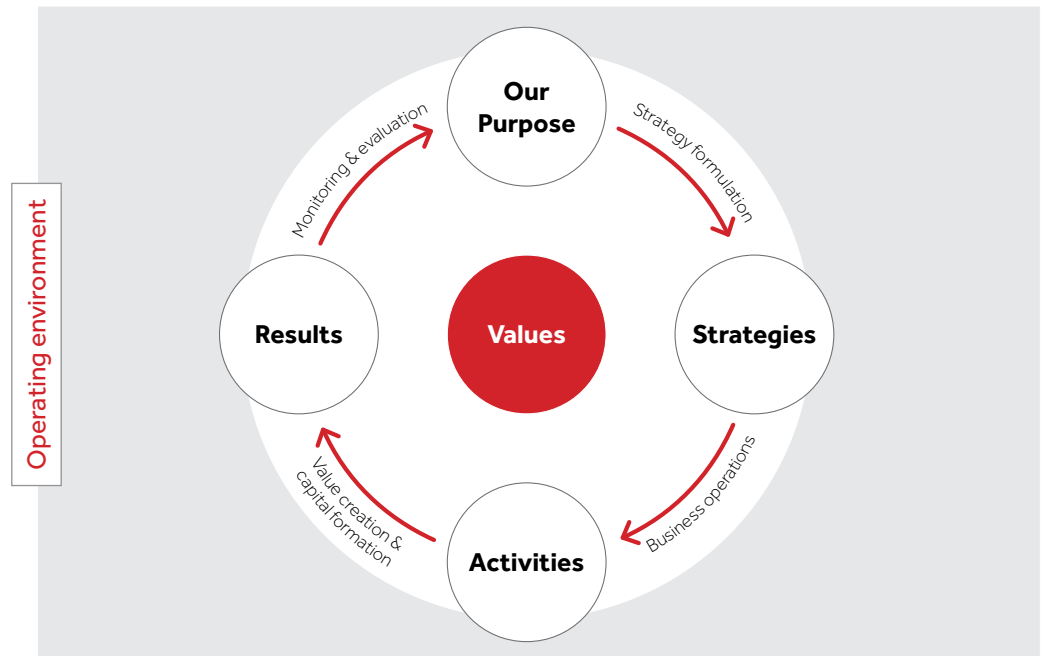 Our
Purpose
Strategy formulation
Strategies
Business operations
Activities
Value creation &
capital formation
Results
Monitoring & evaluation
Values
Operating environment